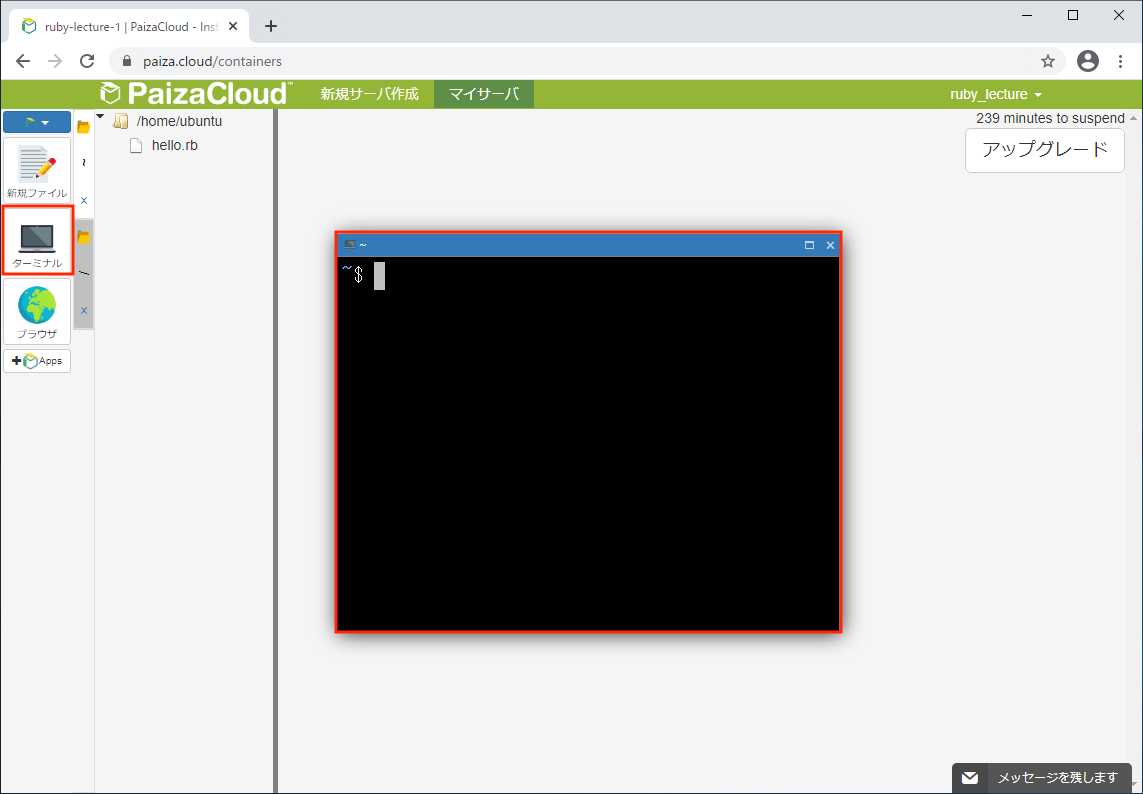 ruby-lecture-1 | PaizaCloud - Inst
paiza.cloud/containers
PaizaCloud™
新規サーバ作成
マイサーバ
ruby_lecture
/home/ubuntu
239 minutes to suspend
hello.rb
アップグレード
~
x
新規ファイル
ターミナル
/
x
ブラウザ
Apps
~
~$
メッセージを残します